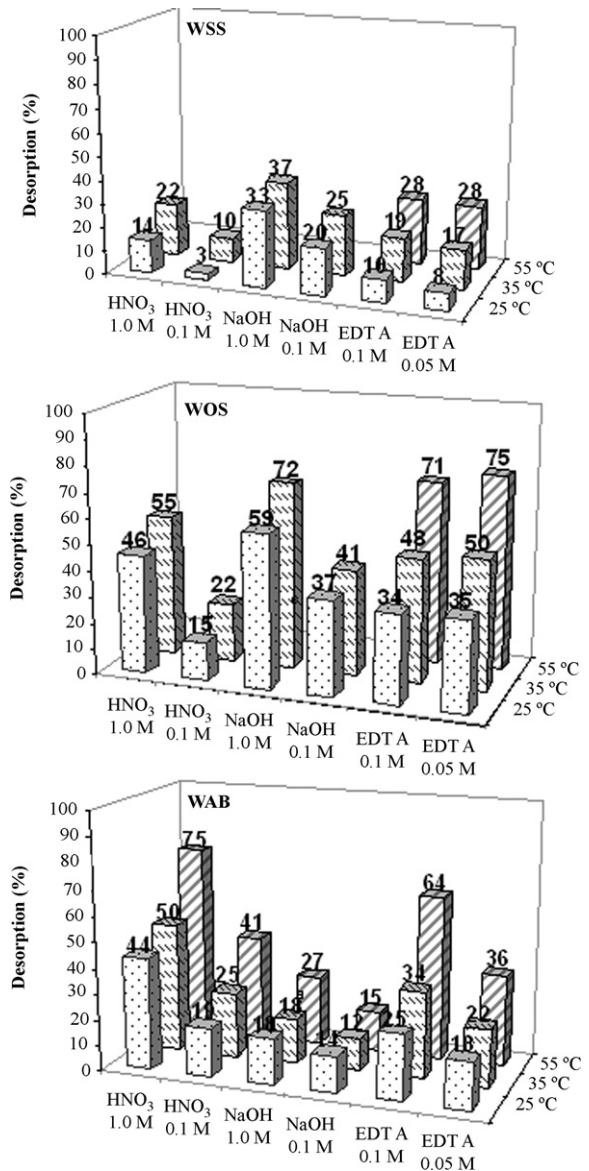 WSS
Desorption (%)
100
90
80
70
60
50
40
30
20
10
0
14
22
3
10
33
37
20
25
10
19
28
8
17
28
HNO₃
1.0 M
HNO₃
0.1 M
NaOH
1.0 M
NaOH
0.1 M
EDT A
0.1 M
EDT A
0.05 M
55 ºC
35 ºC
25 ºC
WOS
Desorption (%)
100
90
80
70
60
50
40
30
20
10
0
46
55
15
22
59
72
37
41
34
48
71
35
50
75
HNO₃
1.0 M
HNO₃
0.1 M
NaOH
1.0 M
NaOH
0.1 M
EDT A
0.1 M
EDT A
0.05 M
55 ºC
35 ºC
25 ºC
WAB
Desorption (%)
100
90
80
70
60
50
40
30
20
10
0
44
50
75
25
41
18
27
12
15
25
34
64
22
36
HNO₃
1.0 M
HNO₃
0.1 M
NaOH
1.0 M
NaOH
0.1 M
EDT A
0.1 M
EDT A
0.05 M
55 ºC
35 ºC
25 ºC